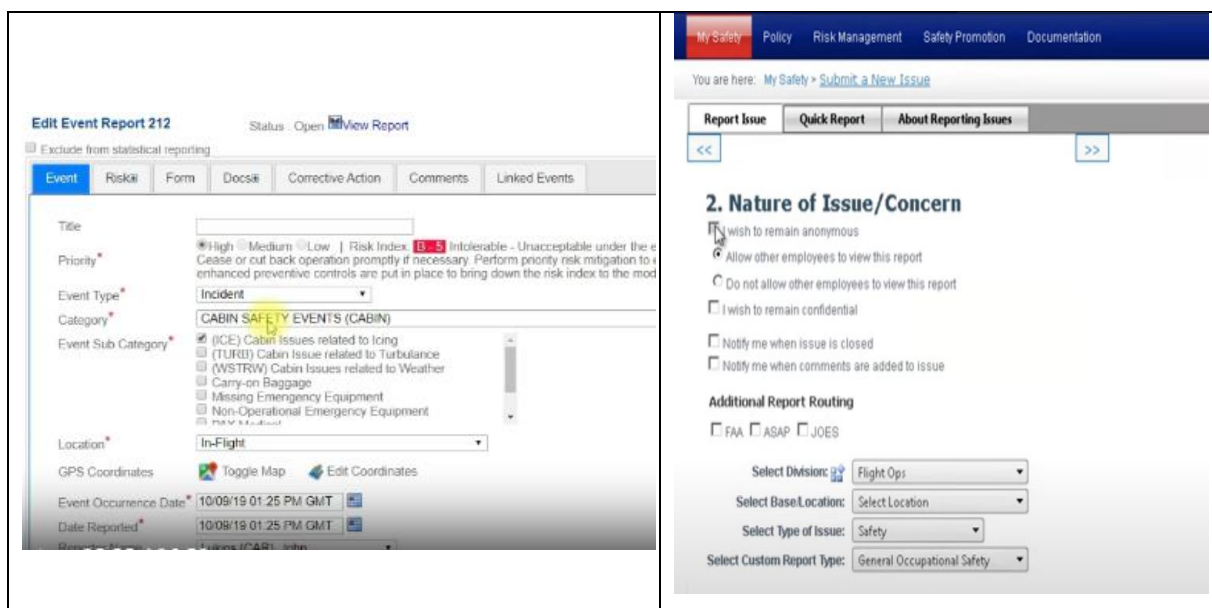 Edit Event Report 212 Status : Open View Report
Exclude from statistical reporting
Event Risks Form Docs Corrective Action Comments Linked Events
Title
Priority* High Medium Low | Risk Index: B - 5 Intolerable - Unacceptable under the e
Cease or cut back operation promptly if necessary. Perform priority risk mitigation to
enhanced preventive controls are put in place to bring down the risk index to the mod
Event Type* Incident
Category* CABIN SAFETY EVENTS (CABIN)
Event Sub Category* (ICE) Cabin Issues related to Icing
(TURB) Cabin Issue related to Turbulance
(WSTRW) Cabin Issues related to Weather
Carry-on Baggage
Missing Emengency Equipment
Non-Operational Emergency Equipment
Location* In-Flight
GPS Coordinates Toggle Map Edit Coordinates
Event Occurrence Date* 10/09/19 01:25 PM GMT
Date Reported* 10/09/19 01:25 PM GMT
My Safety Policy Risk Management Safety Promotion Documentation
You are here: My Safety > Submit a New Issue
Report Issue Quick Report About Reporting Issues
<< >>
2. Nature of Issue/Concern
I wish to remain anonymous
Allow other employees to view this report
Do not allow other employees to view this report
I wish to remain confidential
Notify me when issue is closed
Notify me when comments are added to issue
Additional Report Routing
FAA ASAP JOES
Select Division: Flight Ops
Select Base/Location: Select Location
Select Type of Issue: Safety
Select Custom Report Type: General Occupational Safety